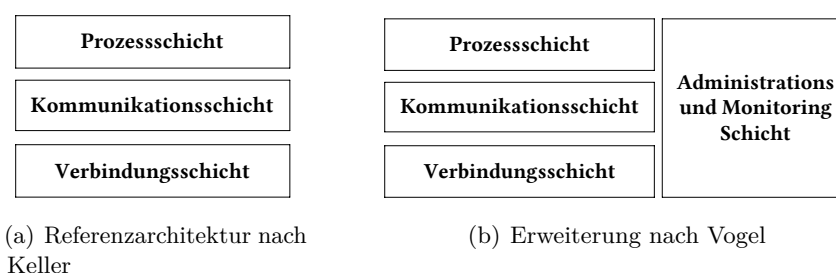 Prozessschicht
Kommunikationsschicht
Verbindungsschicht
(a) Referenzarchitektur nach
Keller
Prozessschicht
Kommunikationsschicht
Verbindungsschicht
Administrations
und Monitoring
Schicht
(b) Erweiterung nach Vogel